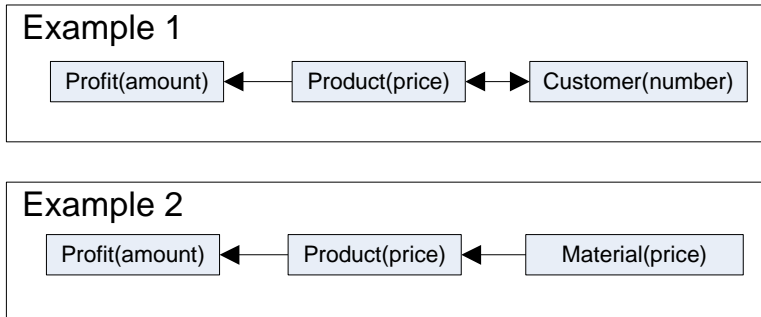 Example 1
Profit(amount) Product(price) Customer(number)
Example 2
Profit(amount) Product(price) Material(price)